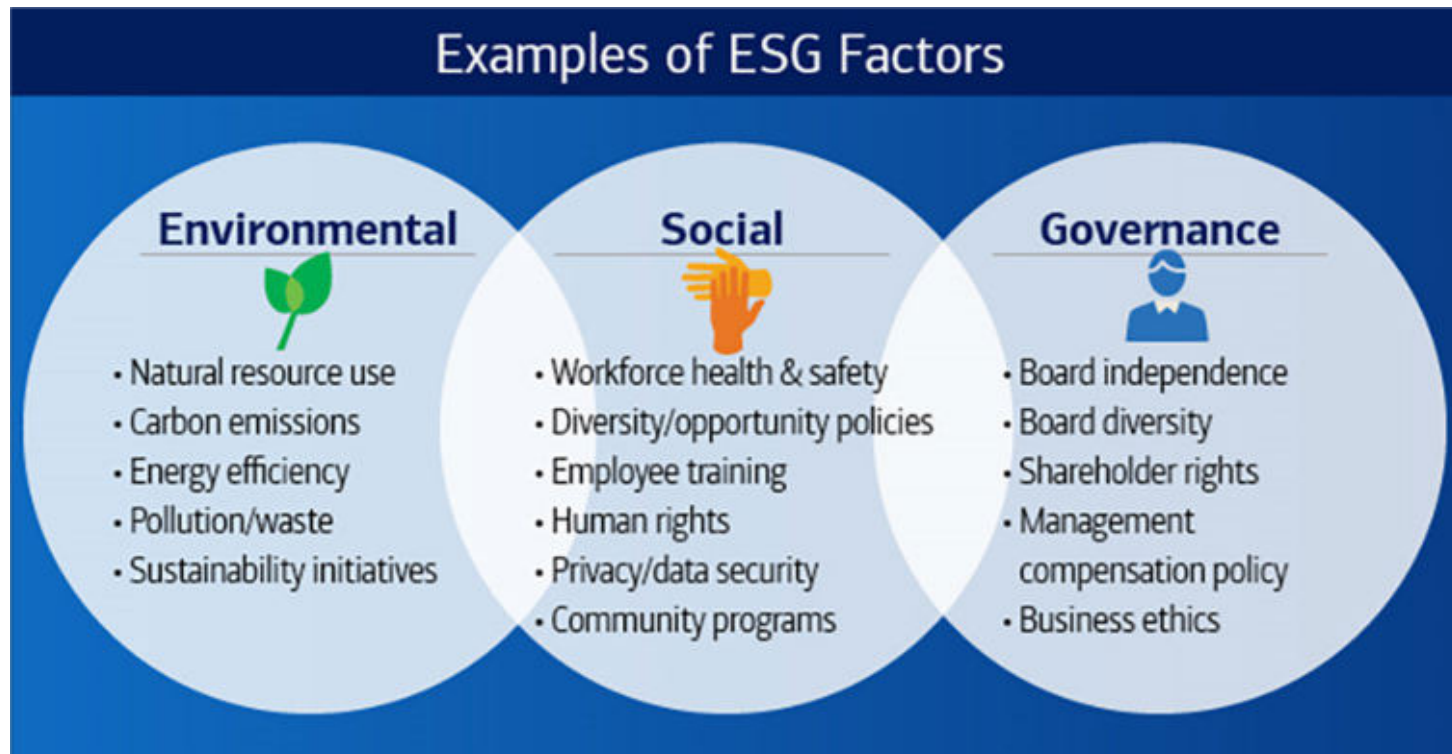 Examples of ESG Factors
Environmental
• Natural resource use
• Carbon emissions
• Energy efficiency
• Pollution/waste
• Sustainability initiatives
Social
• Workforce health & safety
• Diversity/opportunity policies
• Employee training
• Human rights
• Privacy/data security
• Community programs
Governance
• Board independence
• Board diversity
• Shareholder rights
• Management
compensation policy
• Business ethics